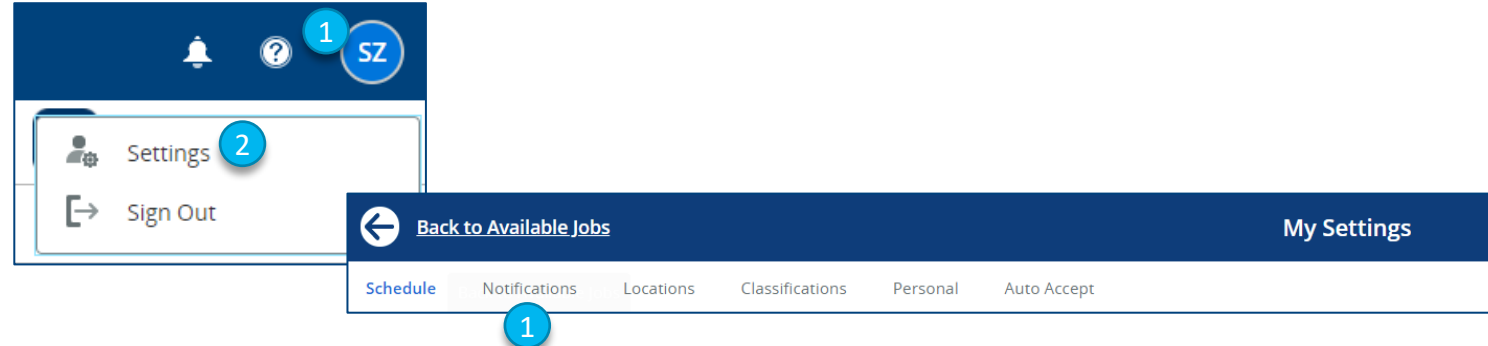 1
SZ
Settings 2
Sign Out
Back to Available Jobs
My Settings
Schedule Notifications Locations Classifications Personal Auto Accept
1